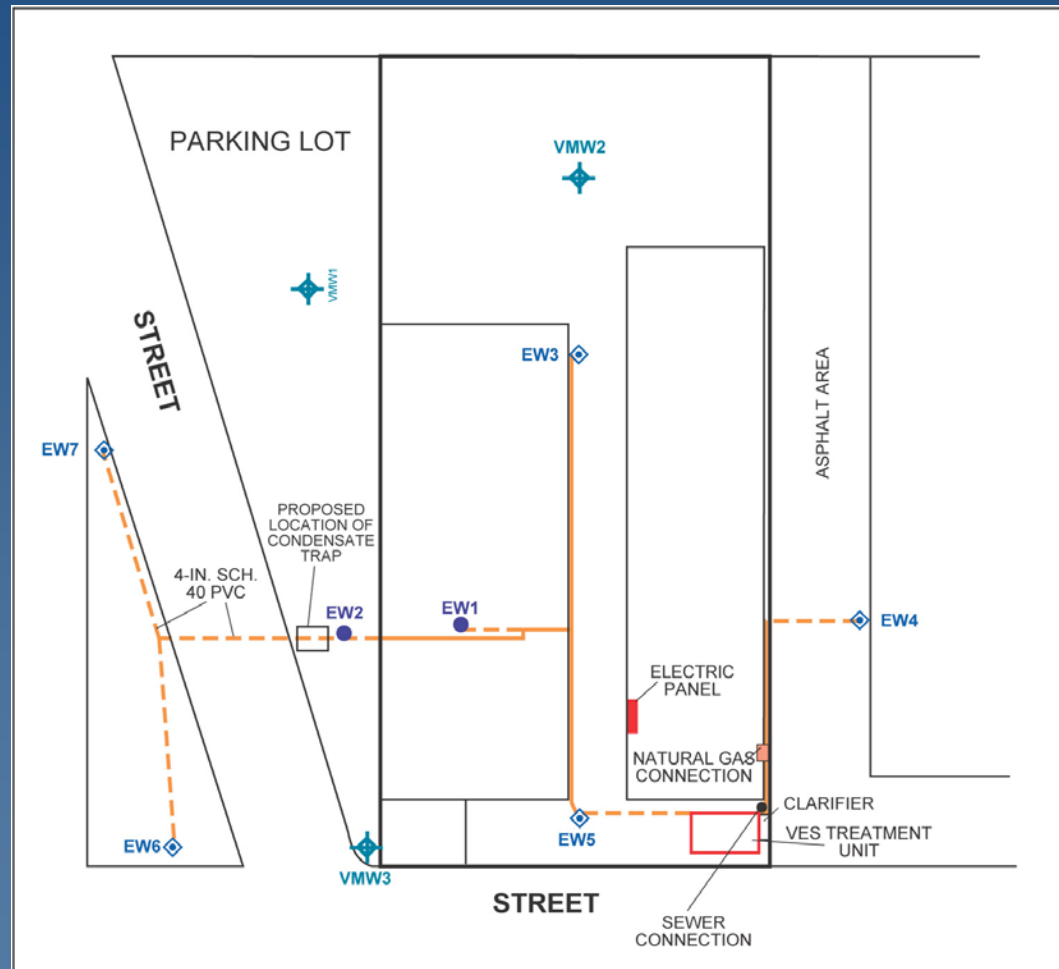 PARKING LOT
VMW2
VMW1
STREET
EW3
ASPHALT AREA
EW7
PROPOSED
LOCATION OF
CONDENSATE
TRAP
4-IN. SCH.
40 PVC
EW2
EW1
EW4
ELECTRIC
PANEL
NATURAL GAS
CONNECTION
CLARIFIER
VES TREATMENT
UNIT
EW5
EW6
VMW3
STREET
SEWER
CONNECTION